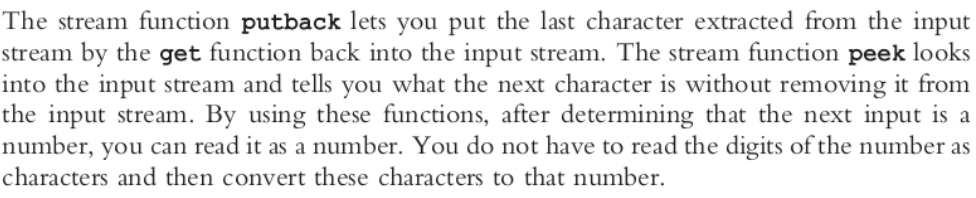 The stream function putback lets you put the last character extracted from the input
stream by the get function back into the input stream. The stream function peek looks
into the input stream and tells you what the next character is without removing it from
the input stream. By using these functions, after determining that the next input is a
number, you can read it as a number. You do not have to read the digits of the number as
characters and then convert these characters to that number.